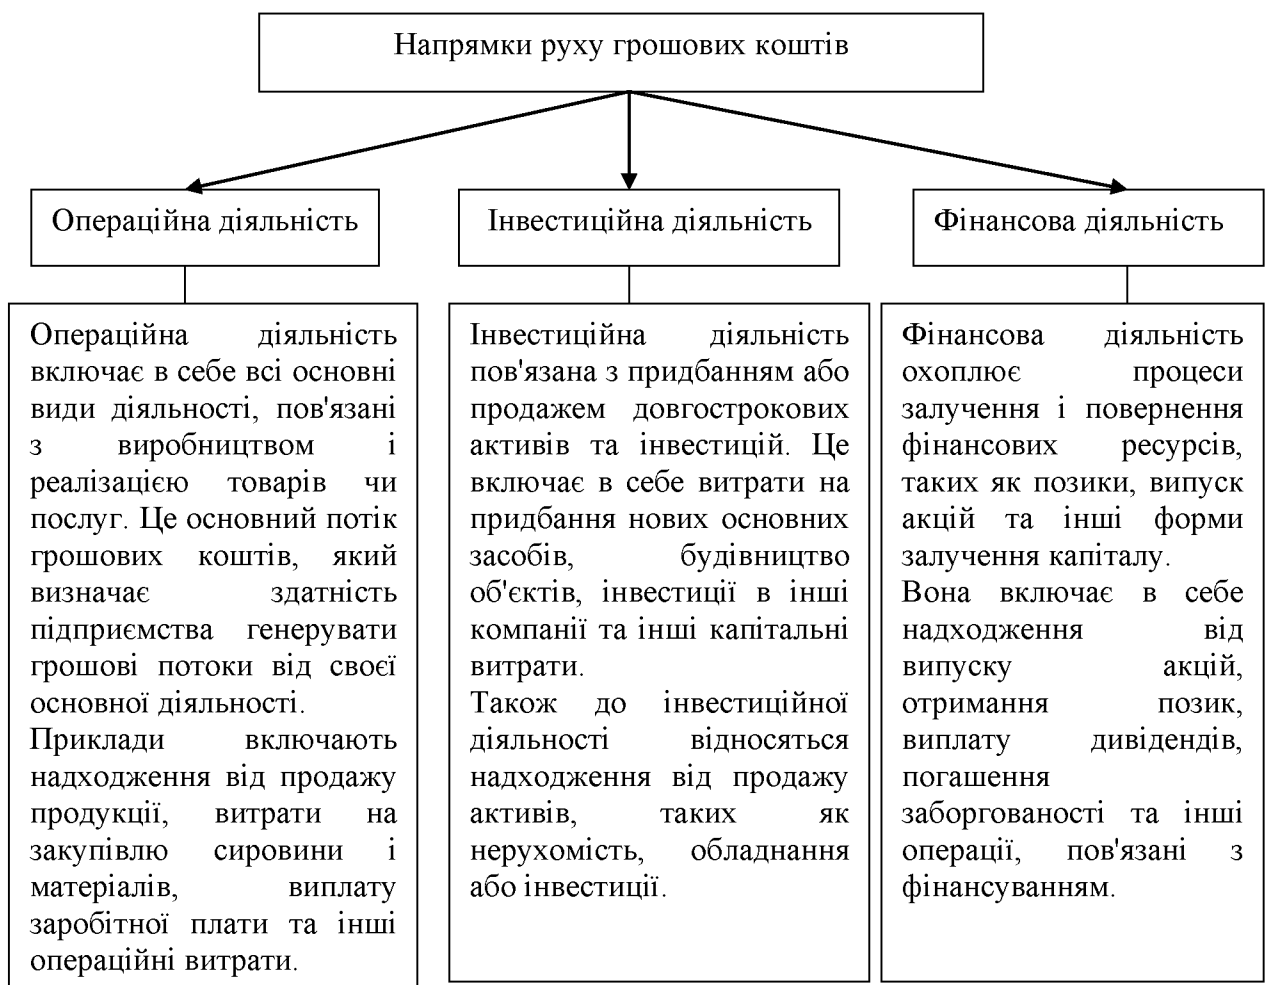 Напрямки руху грошових коштів
Операційна діяльність
Інвестиційна діяльність
Фінансова діяльність
Операційна діяльність
включає в себе всі основні
види діяльності, пов'язані
з виробництвом і
реалізацією товарів чи
послуг. Це основний потік
грошових коштів, який
визначає здатність
підприємства генерувати
грошові потоки від своєї
основної діяльності.
Приклади включають
надходження від продажу
продукції, витрати на
закупівлю сировини і
матеріалів, виплату
заробітної плати та інші
операційні витрати.
Інвестиційна діяльність
пов'язана з придбанням або
продажем довгострокових
активів та інвестицій. Це
включає в себе витрати на
придбання нових основних
засобів, будівництво
об'єктів, інвестиції в інші
компанії та інші капітальні
витрати.
Також до інвестиційної
діяльності відносяться
надходження від продажу
активів, таких як
нерухомість, обладнання
або інвестиції.
Фінансова діяльність
охоплює процеси
залучення і повернення
фінансових ресурсів,
таких як позики, випуск
акцій та інші форми
залучення капіталу.
Вона включає в себе
надходження від
випуску акцій,
отримання позик,
виплату дивідендів,
погашення
заборгованості та інші
операції, пов'язані з
фінансуванням.